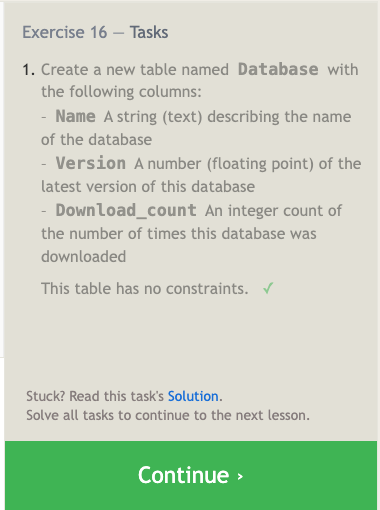 Exercise 16 — Tasks
1. Create a new table named Database with
the following columns:
- Name A string (text) describing the name
of the database
- Version A number (floating point) of the
latest version of this database
- Download_count An integer count of
the number of times this database was
downloaded
This table has no constraints. ✓
Stuck? Read this task's Solution.
Solve all tasks to continue to the next lesson.
Continue ›